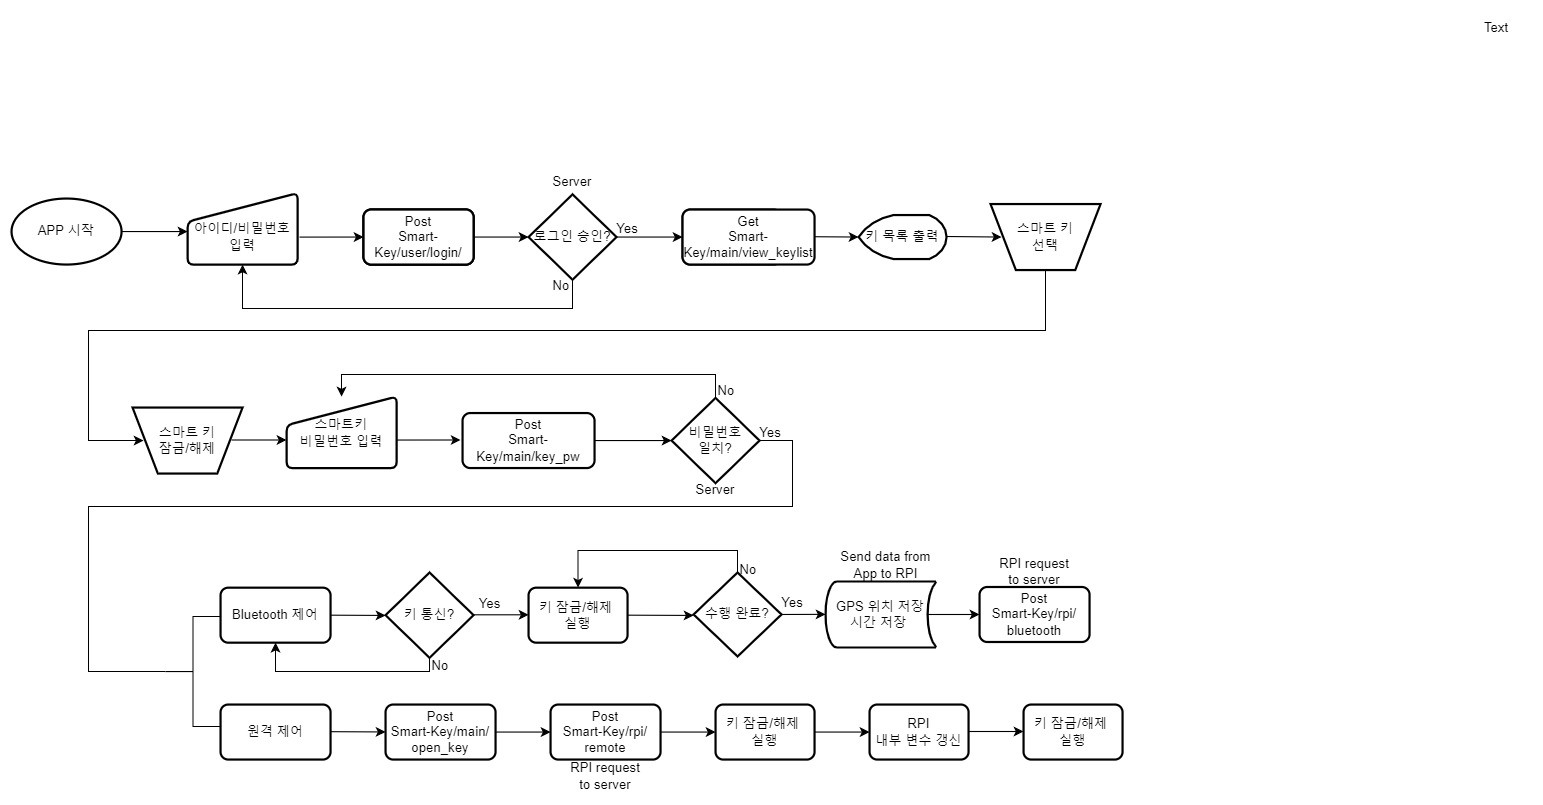 Text
APP 시작
아이디/비밀번호
입력
Post
Smart-
Key/user/login/
Server
로그인 승인?
Yes
No
Get
Smart-
Key/main/view_keylist
키 목록 출력
스마트 키
선택
스마트 키
잠금/해제
스마트키
비밀번호 입력
Post
Smart-
Key/main/key_pw
No
비밀번호
일치?
Yes
Server
Bluetooth 제어
키 통신?
Yes
No
키 잠금/해제
실행
No
수행 완료?
Yes
Send data from
App to RPI
GPS 위치 저장
시간 저장
RPI request
to server
Post
Smart-Key/rpi/
bluetooth
원격 제어
Post
Smart-Key/main/
open_key
Post
Smart-Key/rpi/
remote
RPI request
to server
키 잠금/해제
실행
RPI
내부 변수 갱신
키 잠금/해제
실행